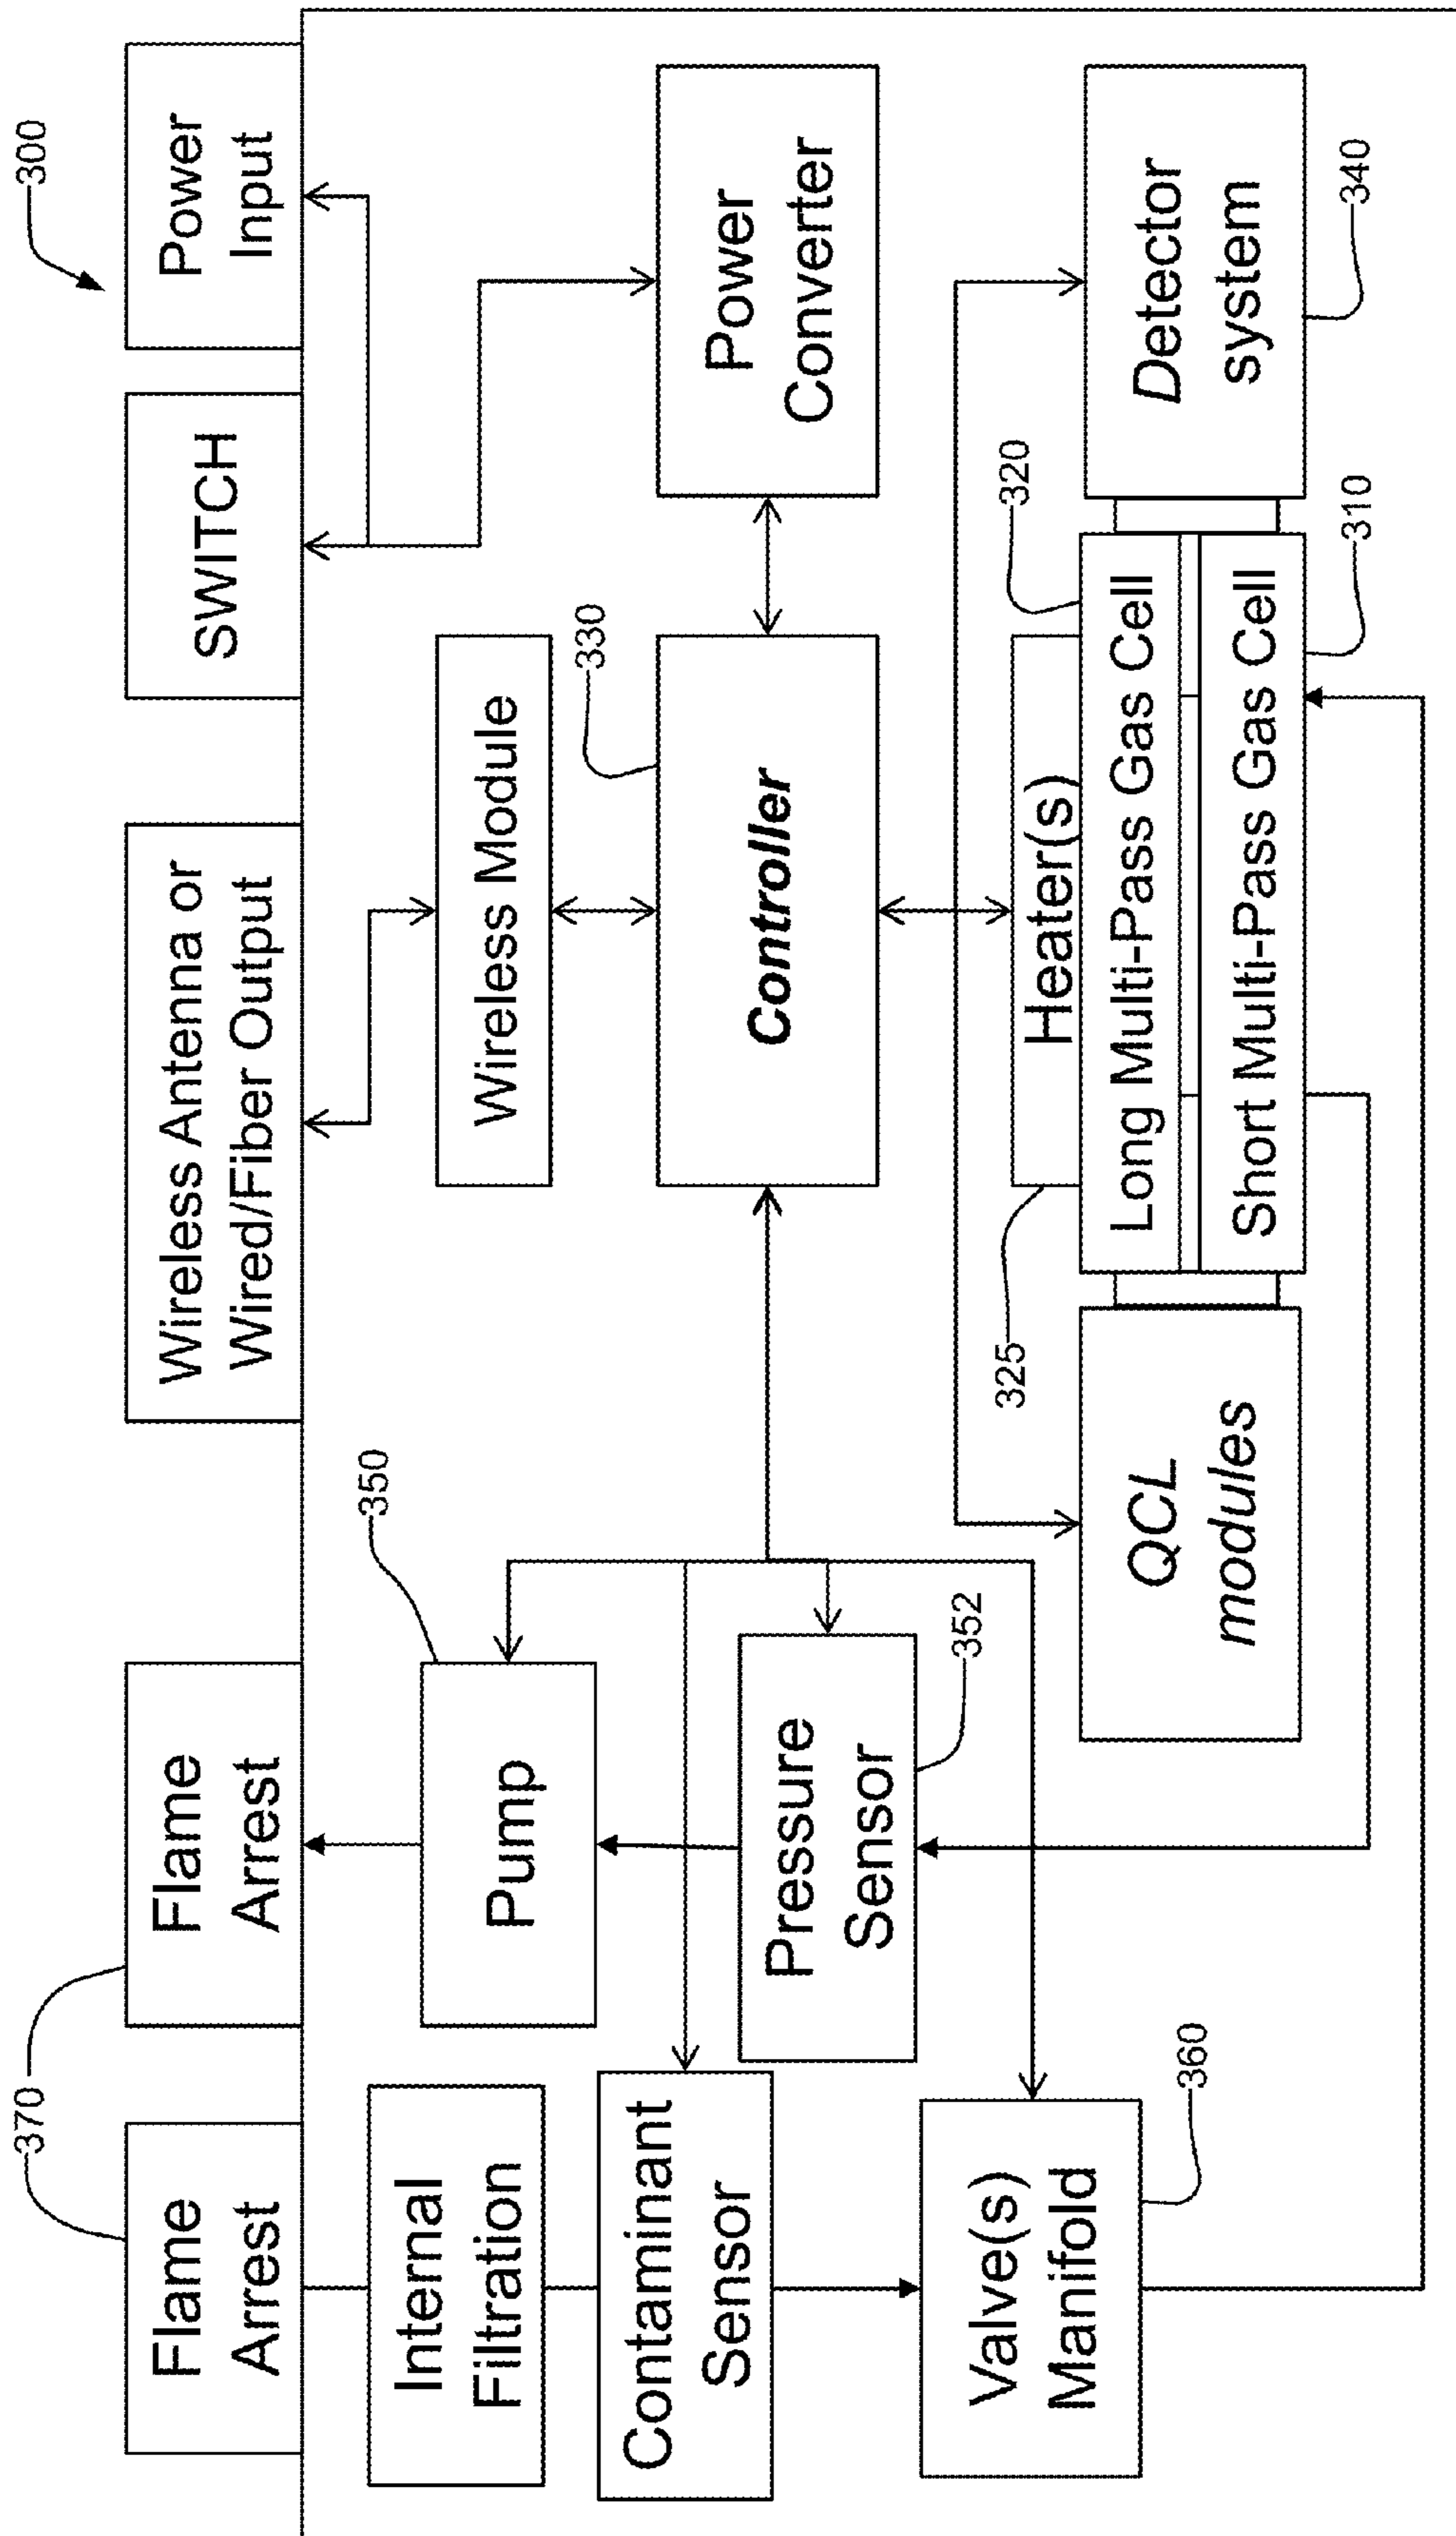 300
370
Flame
Arrest
Flame
Arrest
Wireless Antenna or
Wired/Fiber Output
SWITCH
Power
Input
350
Internal
Filtration
Pump
Wireless Module
330
Contaminant
Sensor
Pressure
Sensor
352
Controller
Power
Converter
Valve(s)
Manifold
360
325
Heater(s)
320
QCL
modules
Long Multi-Pass Gas Cell
Short Multi-Pass Gas Cell
310
Detector
system
340